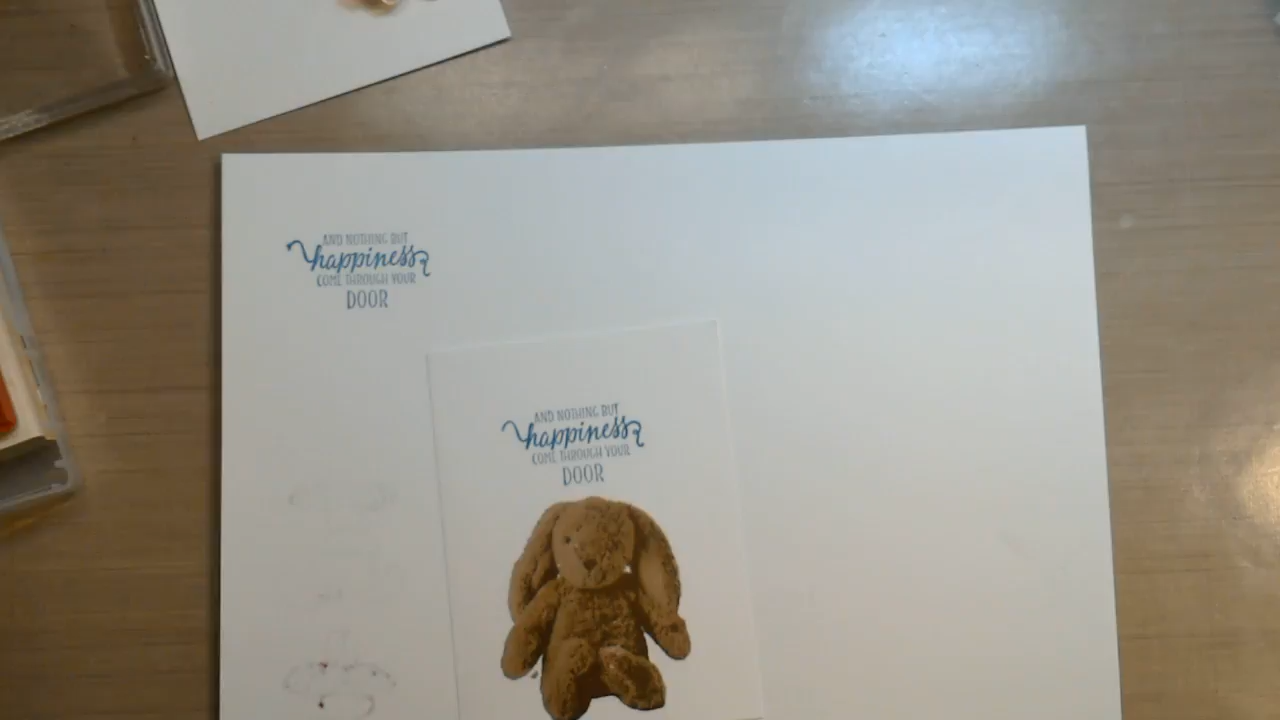 AND NOTHING BUT
happiness
COME THROUGH YOUR
DOOR
AND NOTHING BUT
happiness
COME THROUGH YOUR
DOOR